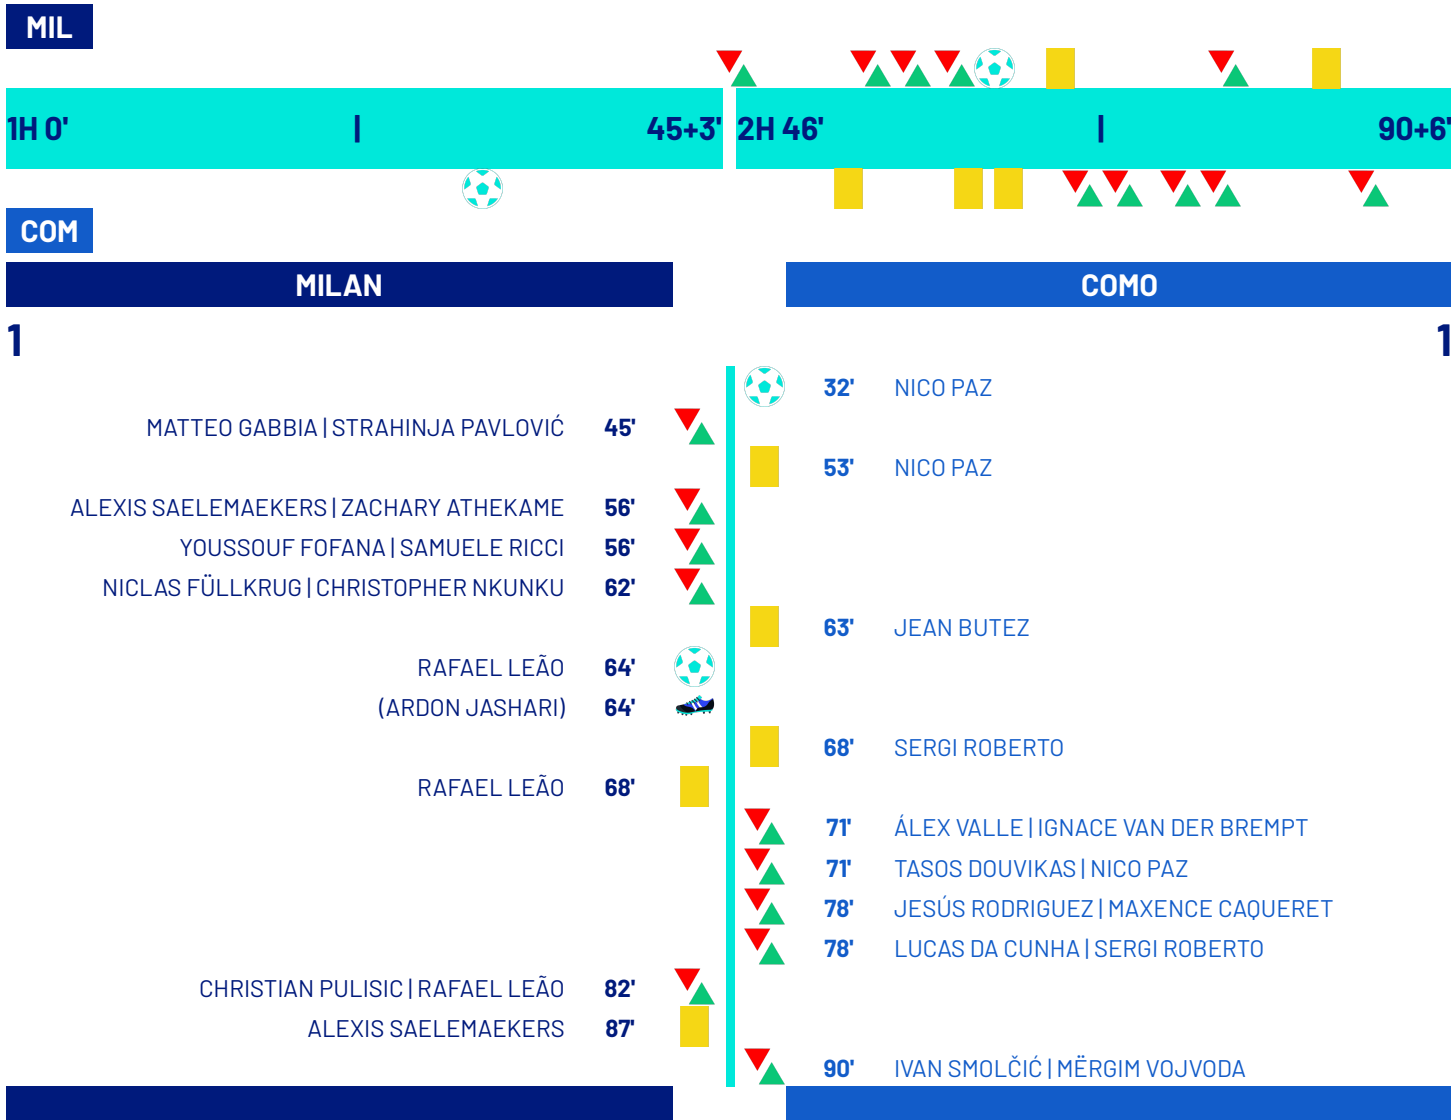 MIL
1H 0' | 45+3' 2H 46' | 90+6'
COM
MILAN COMO
1 1
32' NICO PAZ
MATTEO GABBIA | STRAHINJA PAVLOVIĆ 45'
53' NICO PAZ
ALEXIS SAELEMAEKERS | ZACHARY ATHEKAME 56'
YOUSSOUF FOFANA | SAMUELE RICCI 56'
NICLAS FÜLLKRUG | CHRISTOPHER NKUNKU 62'
63' JEAN BUTEZ
RAFAEL LEÃO 64'
(ARDON JASHARI) 64'
68' SERGI ROBERTO
RAFAEL LEÃO 68'
71' ÁLEX VALLE | IGNACE VAN DER BREMPT
71' TASOS DOUVIKAS | NICO PAZ
78' JESÚS RODRIGUEZ | MAXENCE CAQUERET
78' LUCAS DA CUNHA | SERGI ROBERTO
CHRISTIAN PULISIC | RAFAEL LEÃO 82'
ALEXIS SAELEMAEKERS 87'
90' IVAN SMOLČIĆ | MËRGIM VOJVODA